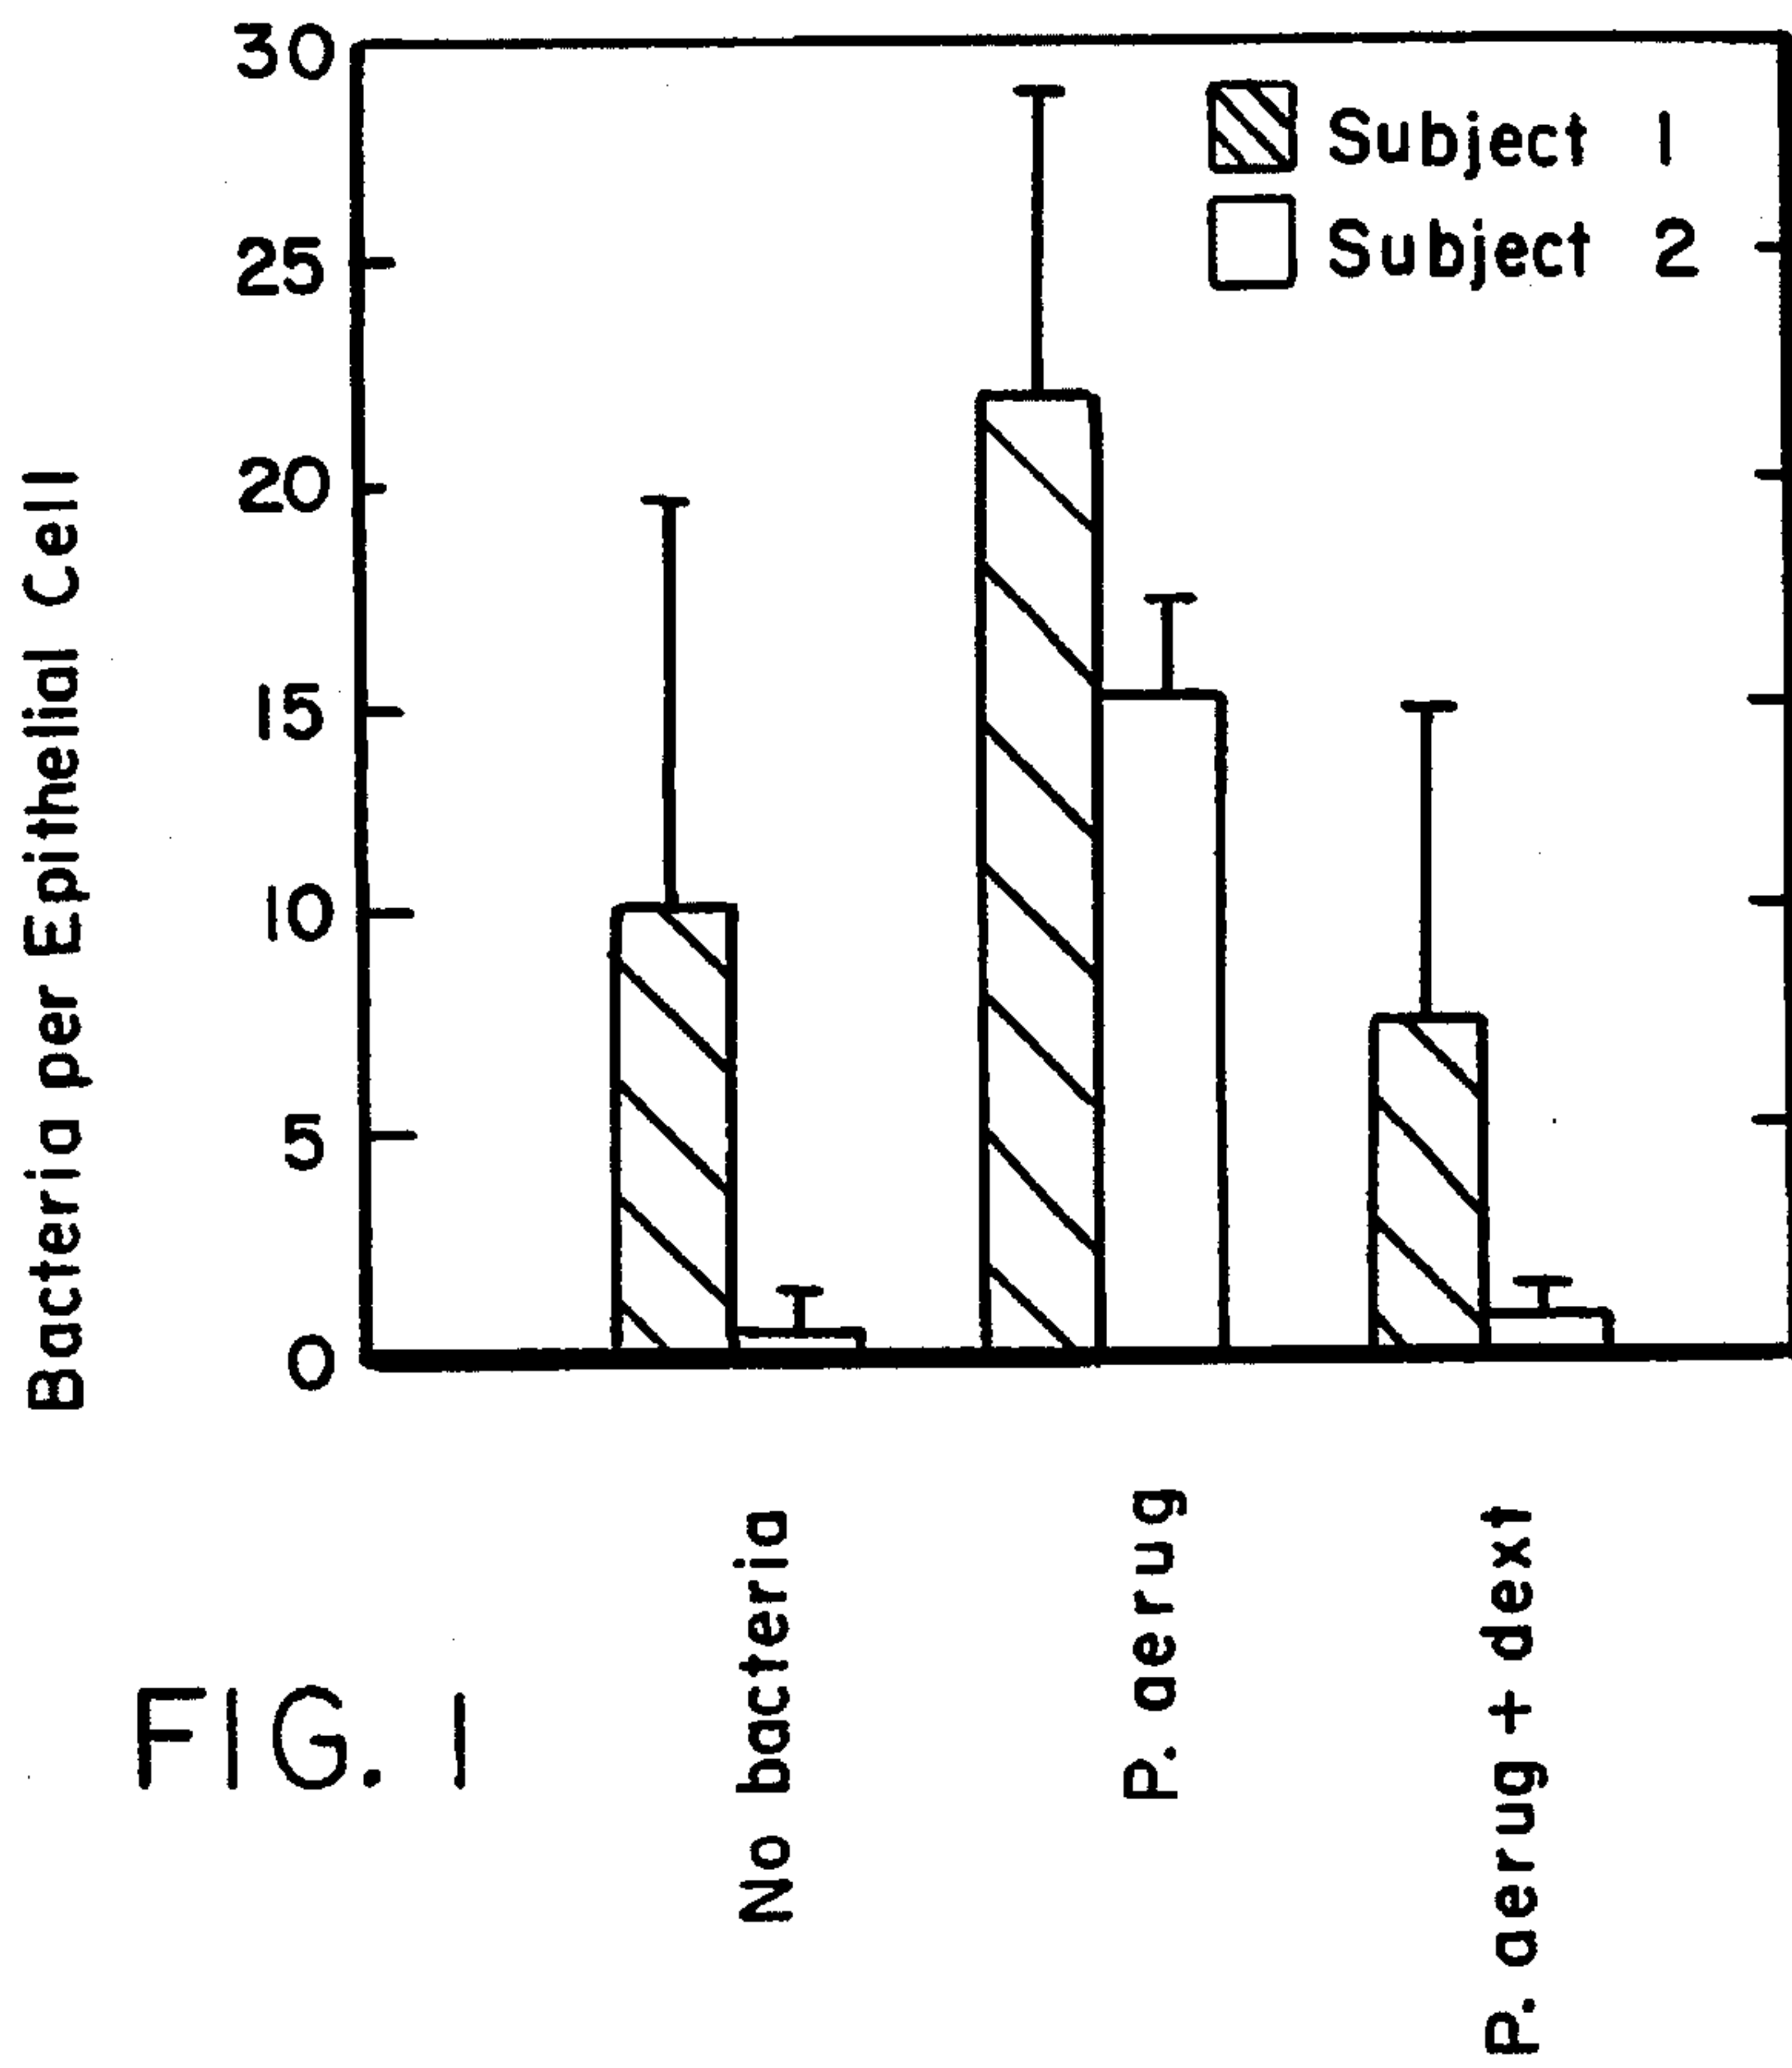 30
25
20
15
10
5
0
Bacteria per Epithelial Cell
Subject 1
Subject 2
No bacteria
P. aerug
P. aerug + dext
FIG. 1